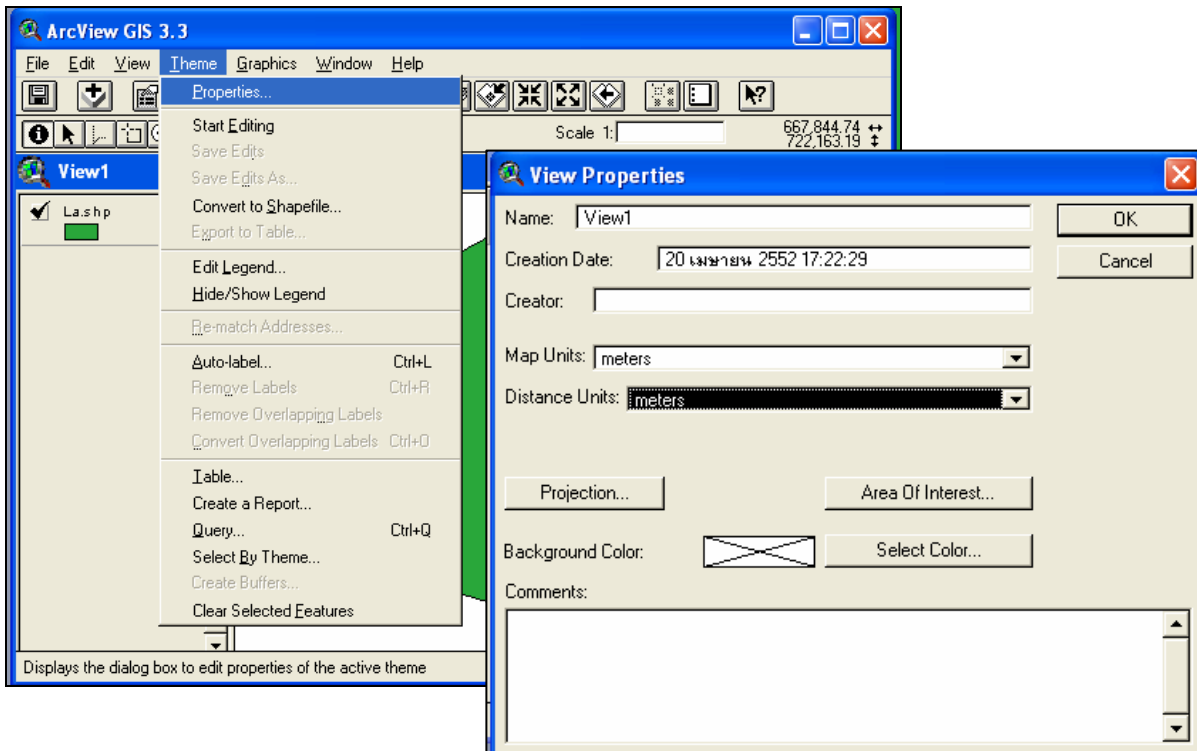 ArcView GIS 3.3
File Edit View Theme Graphics Window Help
Properties...
Start Editing
Save Edits
Save Edits As...
Convert to Shapefile...
Export to Table...
Edit Legend...
Hide/Show Legend
Re-match Addresses...
Auto-label... Ctrl+L
Remove Labels Ctrl+R
Remove Overlapping Labels
Convert Overlapping Labels Ctrl+O
Table...
Create a Report...
Query... Ctrl+Q
Select By Theme...
Create Buffers...
Clear Selected Features
Scale 1:
667,844.74
722,163.19
View1
La.shp
Displays the dialog box to edit properties of the active theme
View Properties
Name: View1
OK
Creation Date: 20 เมษายน 2552 17:22:29
Cancel
Creator:
Map Units: meters
Distance Units: meters
Projection...
Area Of Interest...
Background Color:
Select Color...
Comments: